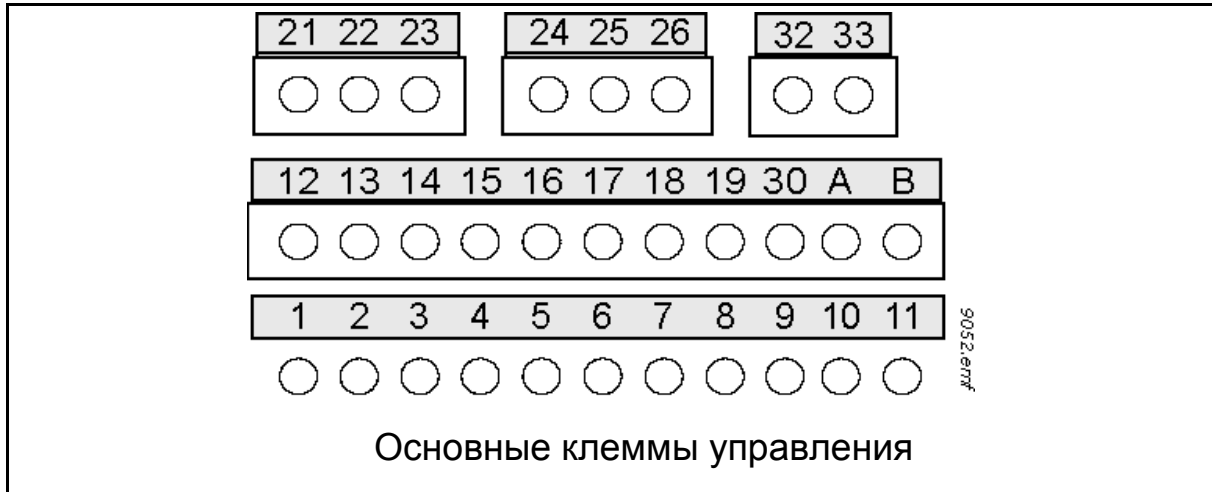 21 22 23 24 25 26 32 33
12 13 14 15 16 17 18 19 30 A B
1 2 3 4 5 6 7 8 9 10 11
9052.emf
Основные клеммы управления